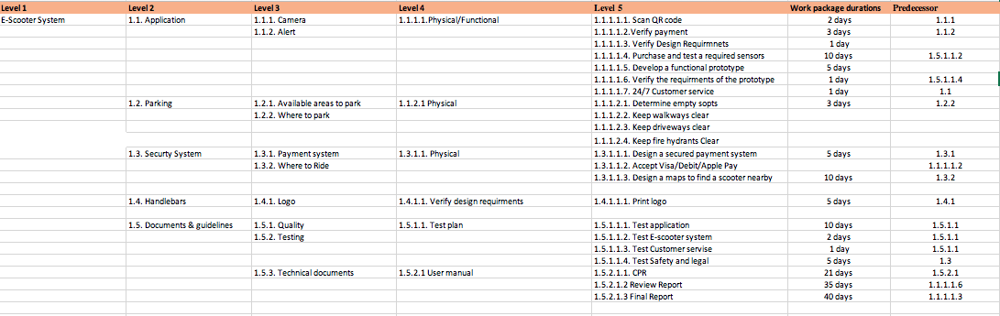 Level 1 Level 2 Level 3 Level 4 Level 5 Work package durations Predecessor
E-Scooter System 1.1. Application 1.1.1. Camera 1.1.1.1.Physical/Functional 1.1.1.1.1. Scan QR code 2 days 1.1.1
1.1.2. Alert 1.1.1.1.2.Verify payment 3 days 1.1.2
1.1.1.1.3. Verify Design Requirmnets 1 day
1.1.1.1.4. Purchase and test a required sensors 10 days 1.5.1.1.2
1.1.1.1.5. Develop a functional prototype 5 days
1.1.1.1.6. Verify the requirments of the prototype 1 day 1.5.1.1.4
1.1.1.1.7. 24/7 Customer service 1 day 1.1
1.2. Parking 1.2.1. Available areas to park 1.1.2.1 Physical 1.1.1.2.1. Determine empty sopts 3 days 1.2.2
1.2.2. Where to park 1.1.1.2.2. Keep walkways clear
1.1.1.2.3. Keep driveways clear
1.1.1.2.4. Keep fire hydrants Clear
1.3. Securty System 1.3.1. Payment system 1.3.1.1. Physical 1.3.1.1.1. Design a secured payment system 5 days 1.3.1
1.3.2. Where to Ride 1.3.1.1.2. Accept Visa/Debit/Apple Pay 1.1.1.1.2
1.3.1.1.3. Design a maps to find a scooter nearby 10 days 1.3.2
1.4. Handlebars 1.4.1. Logo 1.4.1.1. Verify design requirments 1.4.1.1.1. Print logo 5 days 1.4.1
1.5. Documents & guidelines 1.5.1. Quality 1.5.1.1. Test plan 1.5.1.1.1. Test application 10 days 1.5.1.1
1.5.2. Testing 1.5.1.1.2. Test E-scooter system 2 days 1.5.1.1
1.5.1.1.3. Test Customer servise 1 day 1.5.1.1
1.5.1.1.4. Test Safety and legal 5 days 1.3
1.5.3. Technical documents 1.5.2.1 User manual 1.5.2.1.1. CPR 21 days 1.5.2.1
1.5.2.1.2 Review Report 35 days 1.1.1.1.6
1.5.2.1.3 Final Report 40 days 1.1.1.1.3